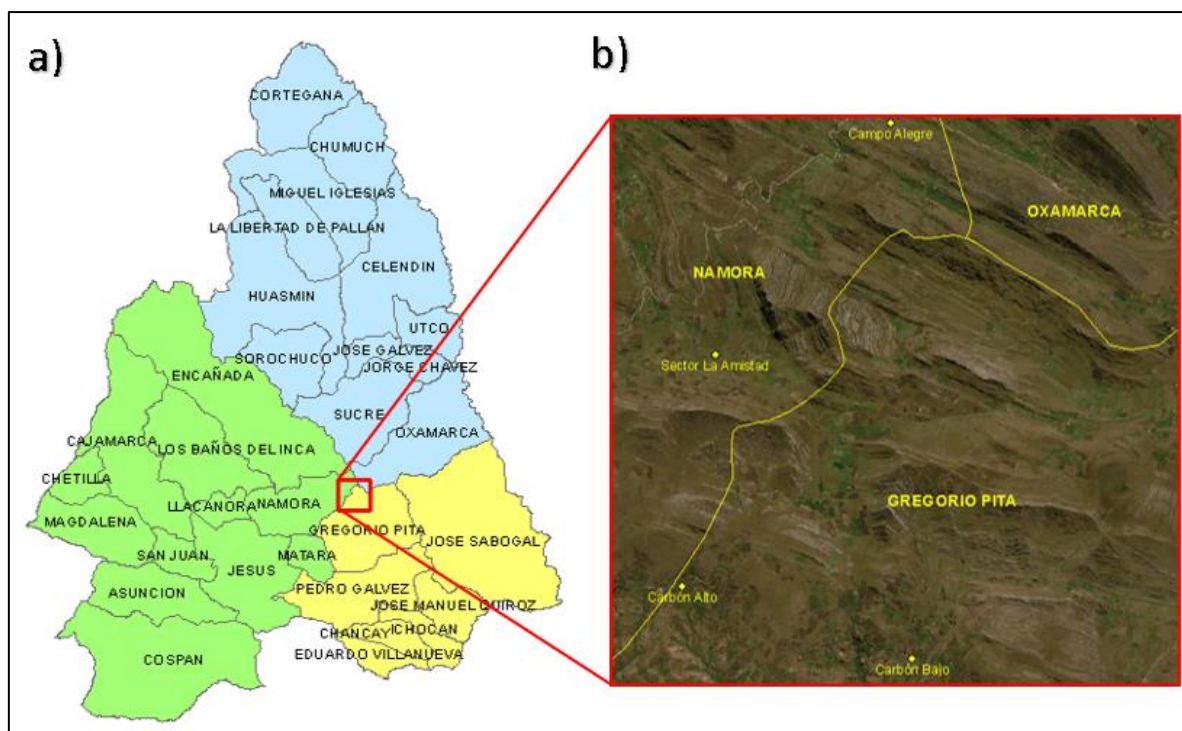 a)
CORTEGANA
CHUMUCH
MIGUEL IGLESIAS
LA LIBERTAD DE PALLAN
CELENDIN
HUASMIN
UTCO
JOSE GALVEZ
SOROCHUCO
JORGE CHAVEZ
ENCAÑADA
SUCRE
OXAMARCA
CAJAMARCA
LOS BAÑOS DEL INCA
CHETILLA
LLACANORA
NAMORA
MAGDALENA
GREGORIO PITA
JOSE SABOGAL
SAN JUAN
MATARA
JESUS
ASUNCION
PEDRO GALVEZ
JOSE MANUEL QUIROZ
CHANCAY
ICHOCAN
EDUARDO VILLANUEVA
COSPAN
b)
Campo Alegre
OXAMARCA
NAMORA
Sector La Amistad
GREGORIO PITA
Carbón Alto
Carbón Bajo